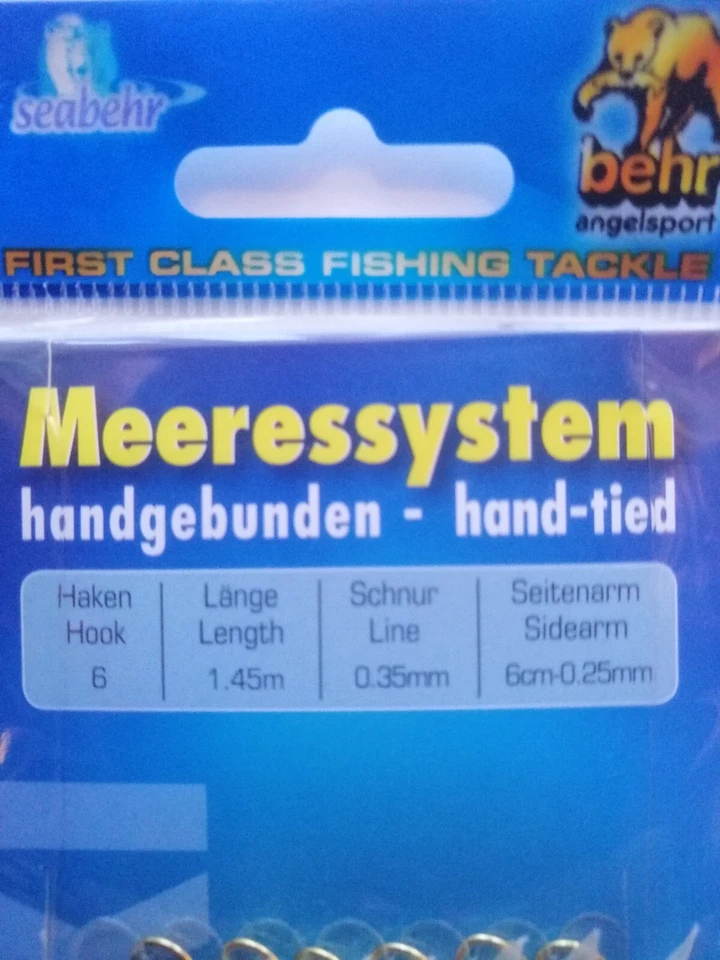 seabehr
behr
angelsport
FIRST CLASS FISHING TACKLE
Meeressystem
handgebunden - hand-tied
Haken Länge Schnur Seitenarm
Hook Length Line Sidearm
6 1.45m 0.35mm 6cm-0.25mm